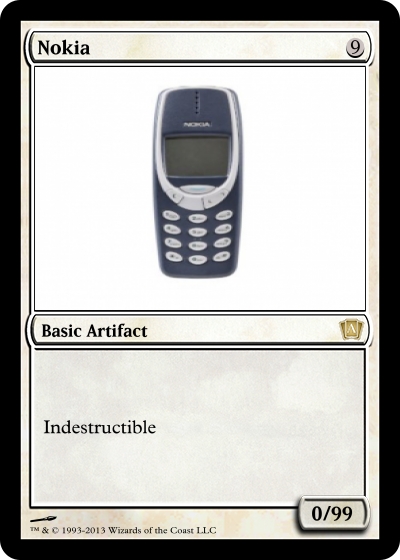 Nokia 9
NOKIA
Basic Artifact
Indestructible
0/99
™ & © 1993-2013 Wizards of the Coast LLC